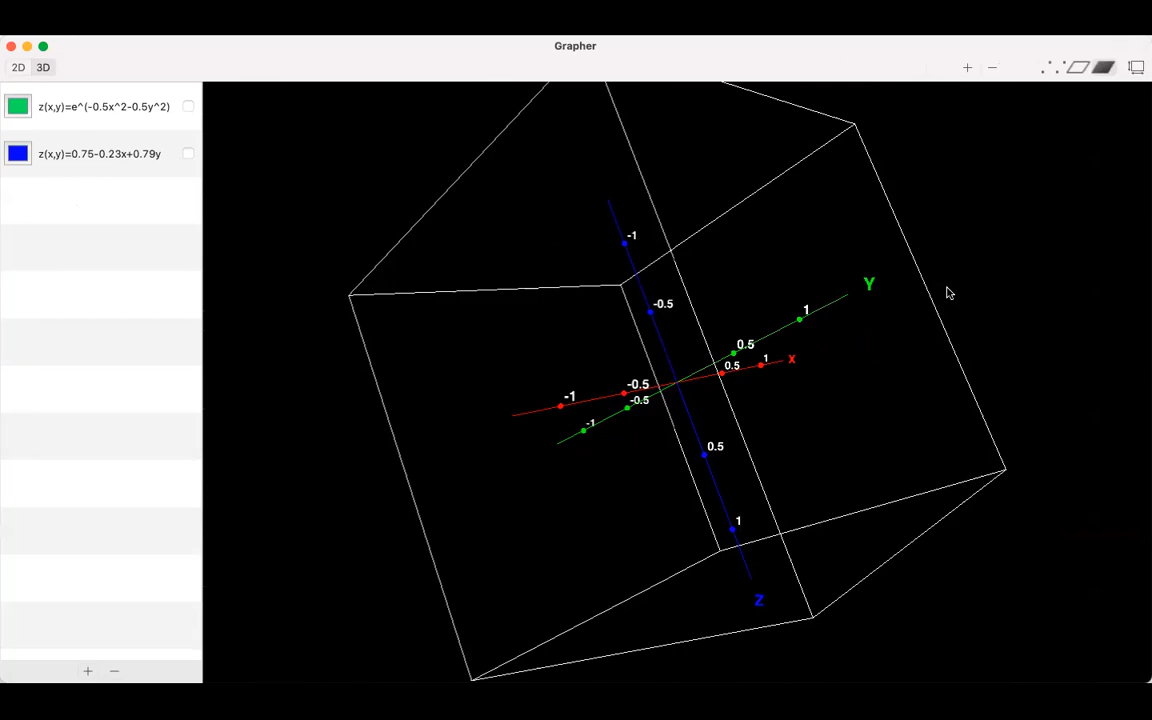 Grapher
2D 3D
z(x,y)=e^(-0.5x^2-0.5y^2)
z(x,y)=0.75-0.23x+0.79y
-1
-0.5
Y
1
0.5
0.5
1
X
-0.5
-1
-0.5
-1
0.5
1
Z